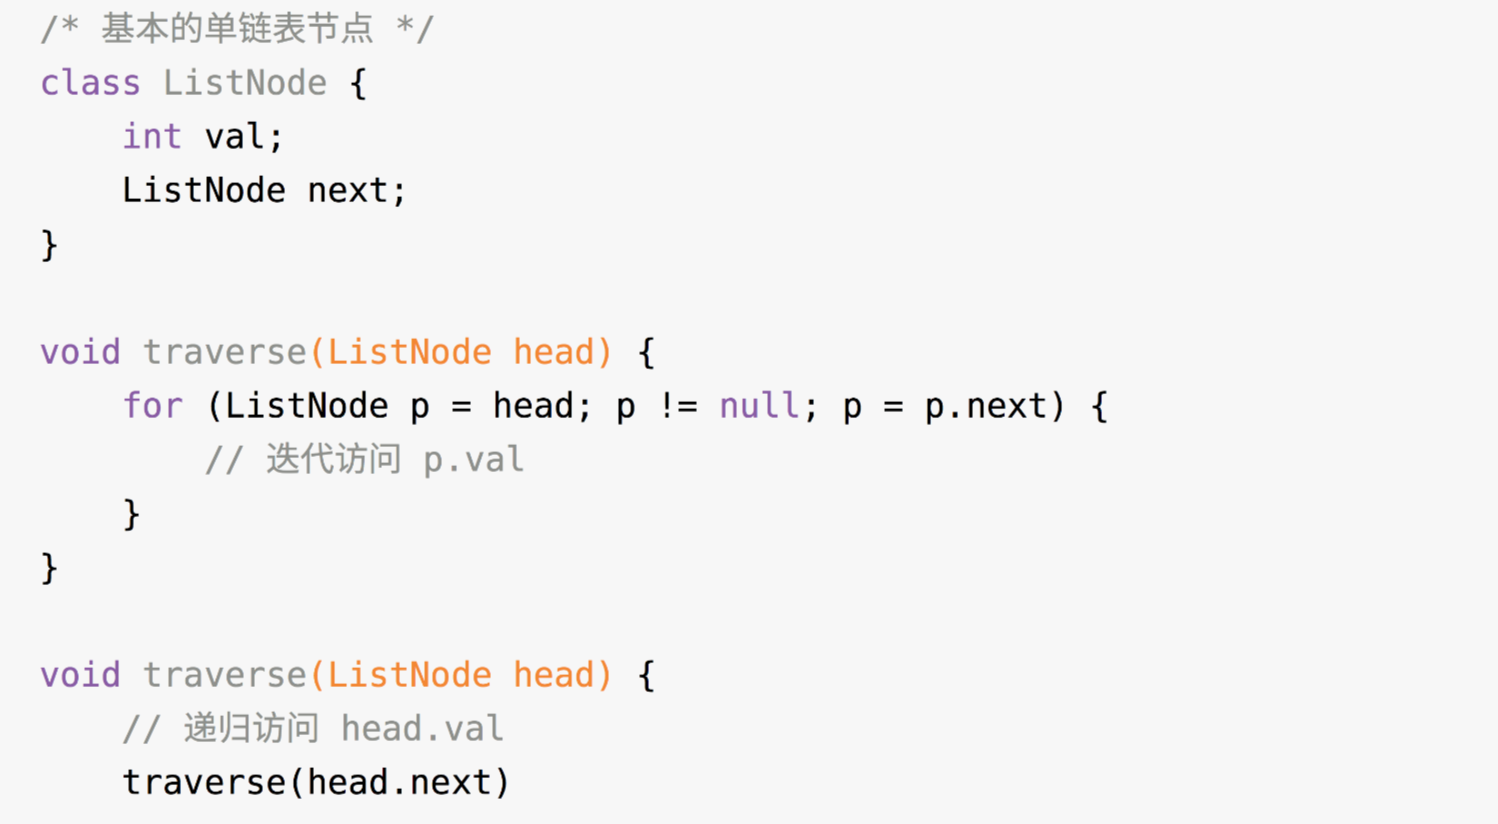 /* 基本的单链表节点 */
class ListNode {
    int val;
    ListNode next;
}

void traverse(ListNode head) {
    for (ListNode p = head; p != null; p = p.next) {
        // 迭代访问 p.val
    }
}

void traverse(ListNode head) {
    // 递归访问 head.val
    traverse(head.next)